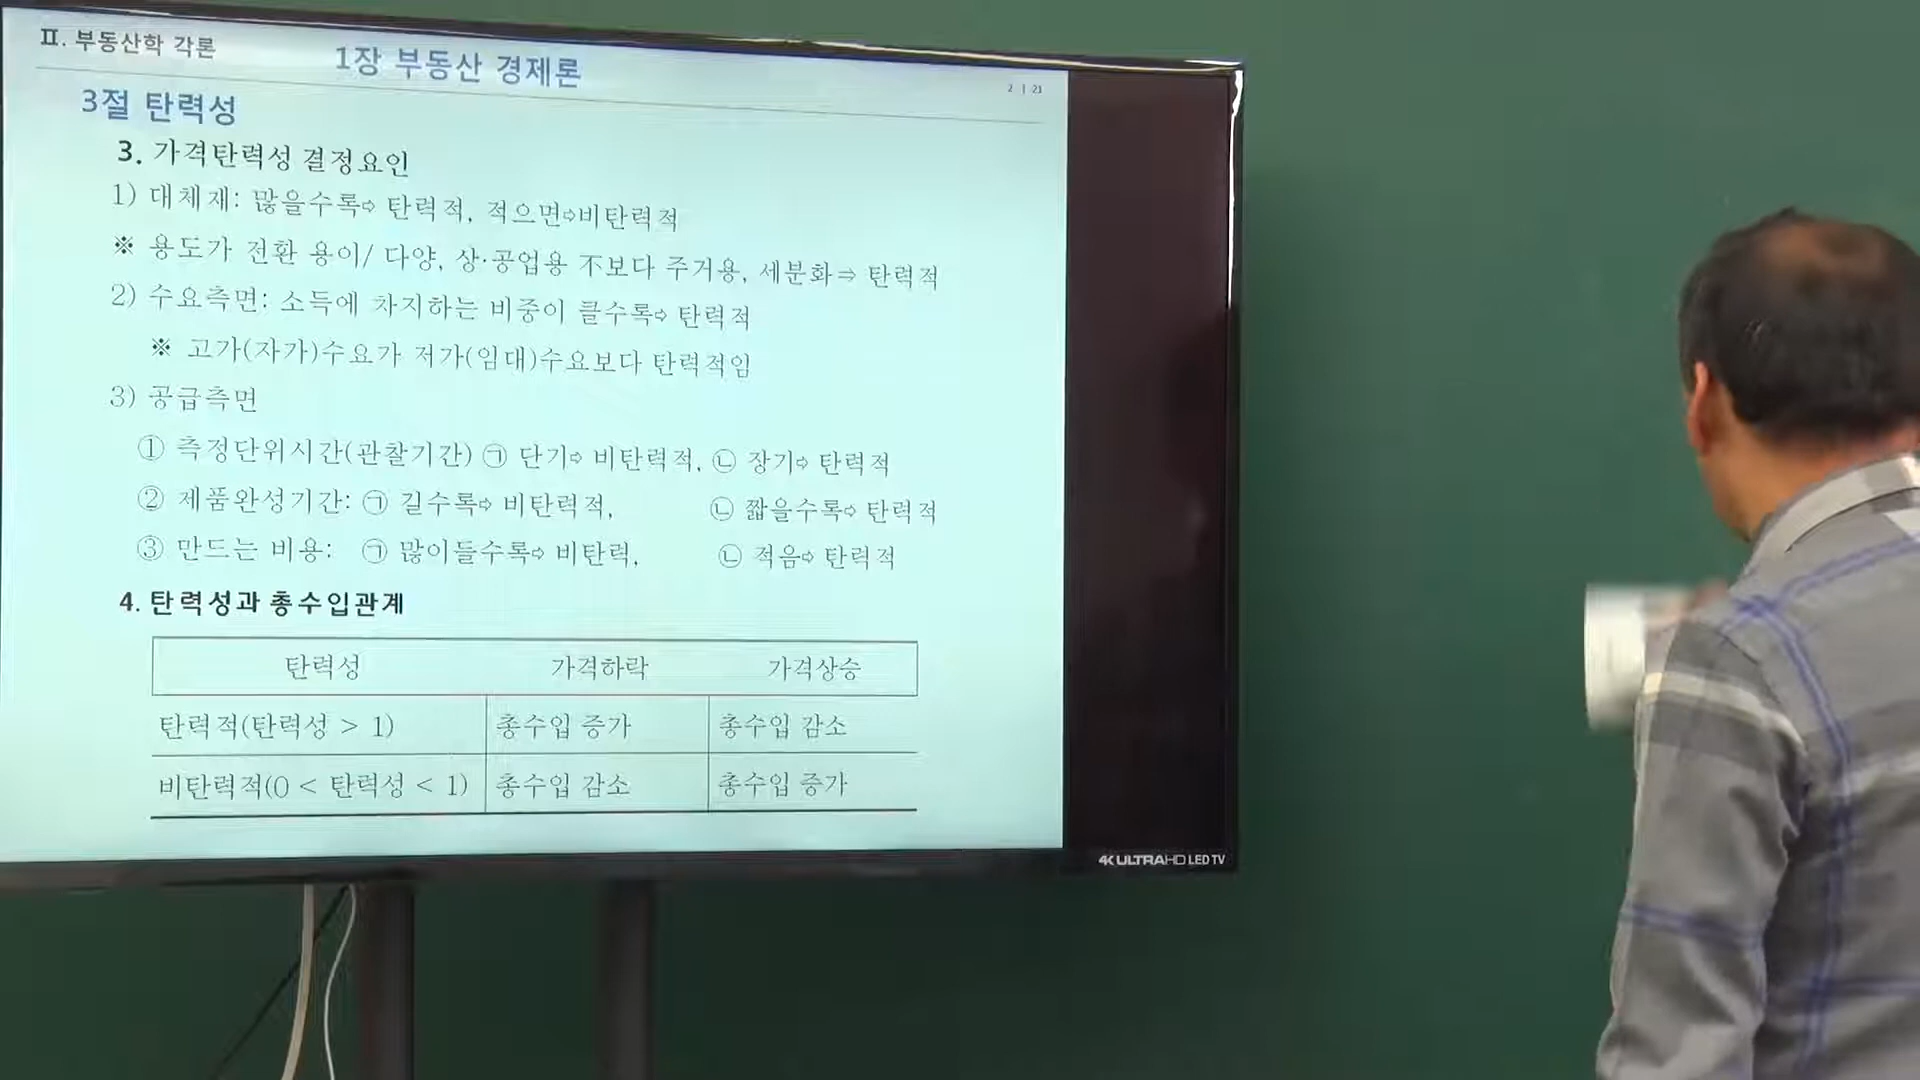 Ⅱ. 부동산학 각론
1장 부동산 경제론
2 | 21
3절 탄력성
3. 가격탄력성 결정요인
1) 대체재: 많을수록⇨ 탄력적, 적으면⇨비탄력적
※ 용도가 전환 용이/ 다양, 상·공업용 不보다 주거용, 세분화⇒ 탄력적
2) 수요측면: 소득에 차지하는 비중이 클수록⇨ 탄력적
※ 고가(자가)수요가 저가(임대)수요보다 탄력적임
3) 공급측면
① 측정단위시간(관찰기간) ㉠ 단기⇨ 비탄력적, ㉡ 장기⇨ 탄력적
② 제품완성기간: ㉠ 길수록⇨ 비탄력적, ㉡ 짧을수록⇨ 탄력적
③ 만드는 비용: ㉠ 많이들수록⇨ 비탄력, ㉡ 적음⇨ 탄력적
4. 탄력성과 총수입관계
탄력성 가격하락 가격상승
탄력적(탄력성 > 1) 총수입 증가 총수입 감소
비탄력적(0 < 탄력성 < 1) 총수입 감소 총수입 증가
4K ULTRAHD LED TV